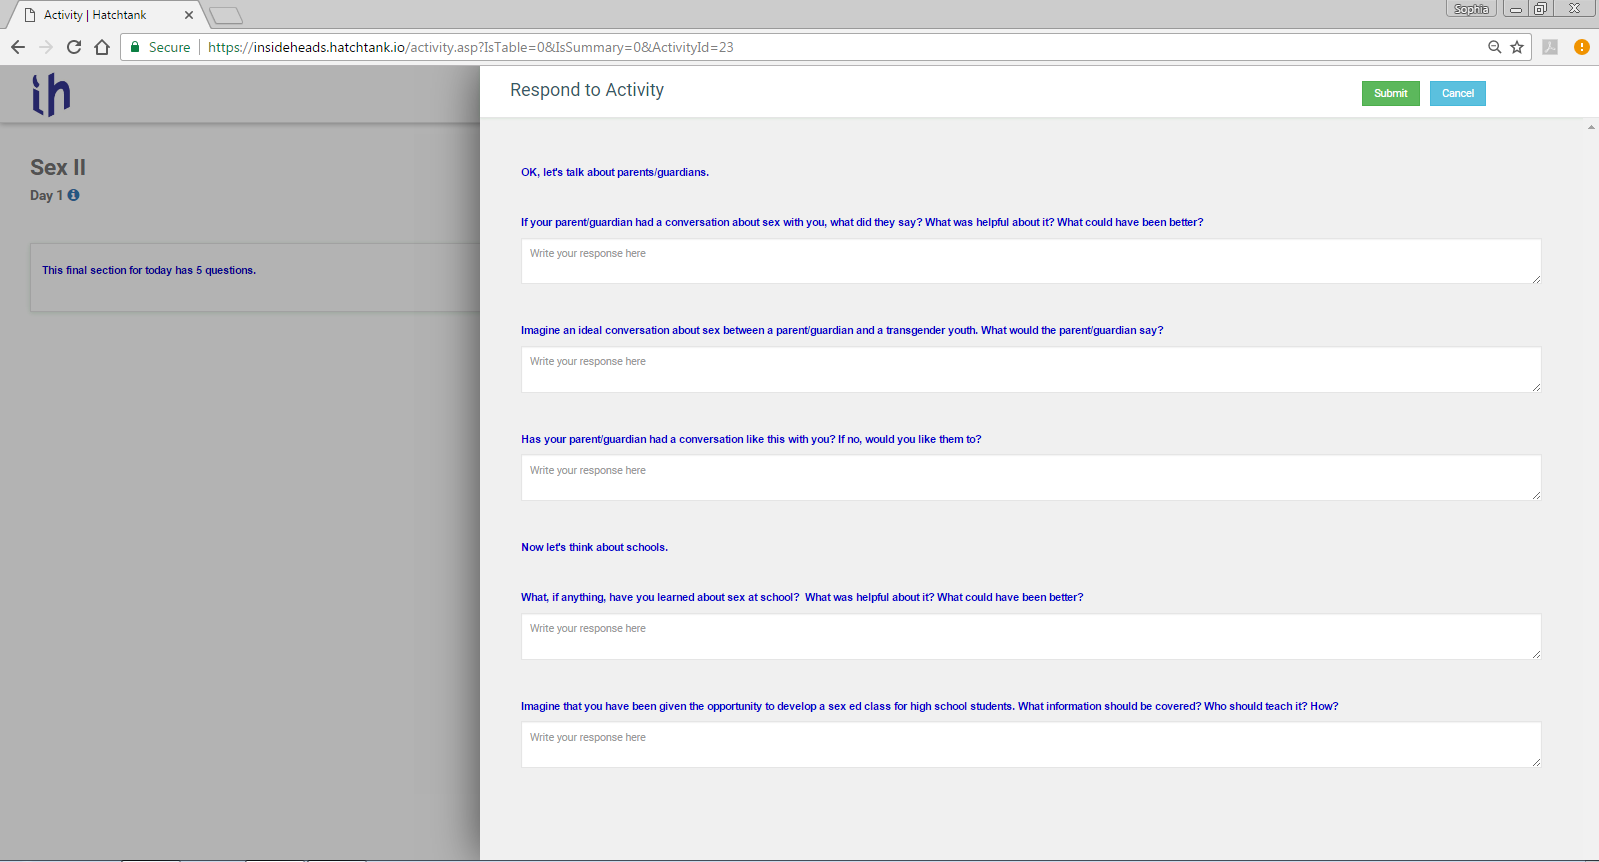 Activity | Hatchtank
Sophia
Secure
https://insideheads.hatchtank.io/activity.asp?IsTable=0&IsSummary=0&ActivityId=23
ih
Respond to Activity
Submit
Cancel
Sex II
Day 1
This final section for today has 5 questions.
OK, let's talk about parents/guardians.
If your parent/guardian had a conversation about sex with you, what did they say? What was helpful about it? What could have been better?
Write your response here
Imagine an ideal conversation about sex between a parent/guardian and a transgender youth. What would the parent/guardian say?
Write your response here
Has your parent/guardian had a conversation like this with you? If no, would you like them to?
Write your response here
Now let's think about schools.
What, if anything, have you learned about sex at school?  What was helpful about it? What could have been better?
Write your response here
Imagine that you have been given the opportunity to develop a sex ed class for high school students. What information should be covered? Who should teach it? How?
Write your response here